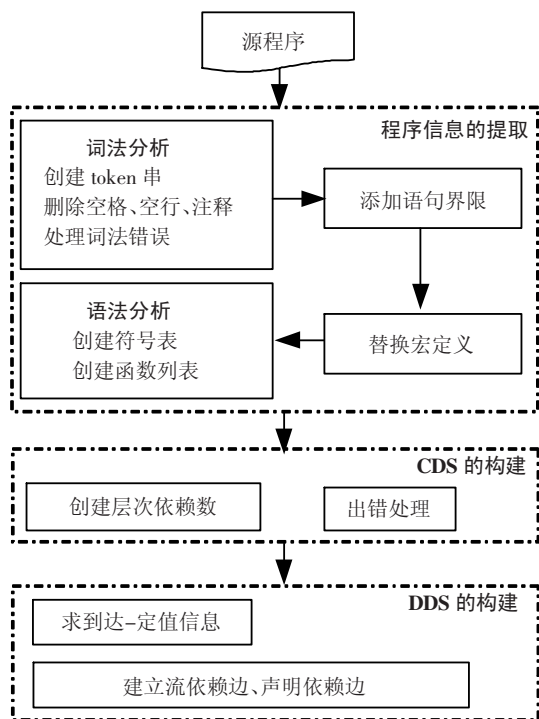 源程序
程序信息的提取
词法分析
创建 token 串
删除空格、空行、注释
处理词法错误
添加语句界限
替换宏定义
语法分析
创建符号表
创建函数列表
CDS 的构建
创建层次依赖数
出错处理
DDS 的构建
求到达-定值信息
建立流依赖边、声明依赖边